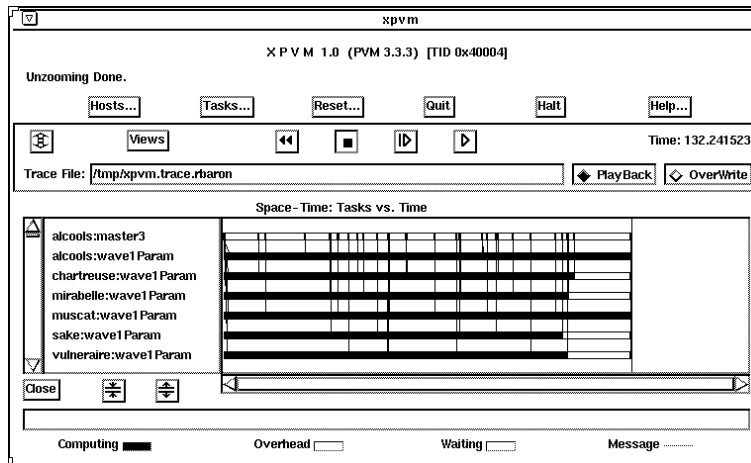 xpvm
X P V M 1.0 (PVM 3.3.3) [TID 0x40004]
Unzooming Done.
Hosts... Tasks... Reset... Quit Halt Help...
Views Time: 132.241523
Trace File: /tmp/xpvm.trace.rbaron PlayBack OverWrite
Space-Time: Tasks vs. Time
alcools:master3
alcools:wave1Param
chartreuse:wave1Param
mirabelle:wave1Param
muscat:wave1Param
sake:wave1Param
vulneraire:wave1Param
Close
Computing Overhead Waiting Message